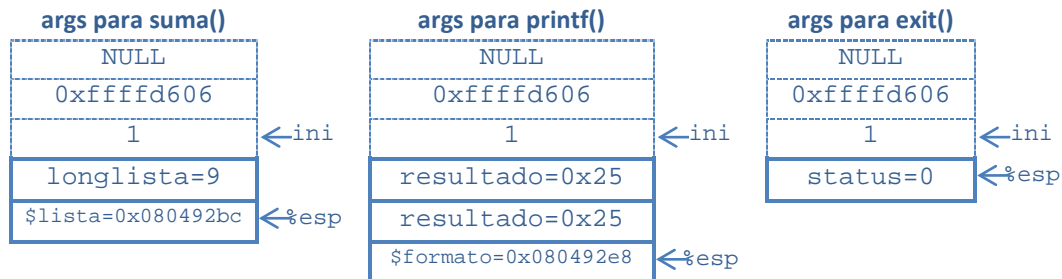 args para suma()
NULL
0xffffd606
1
ini
longlista=9
$lista=0x080492bc
%esp
args para printf()
NULL
0xffffd606
1
ini
resultado=0x25
resultado=0x25
$formato=0x080492e8
%esp
args para exit()
NULL
0xffffd606
1
ini
status=0
%esp